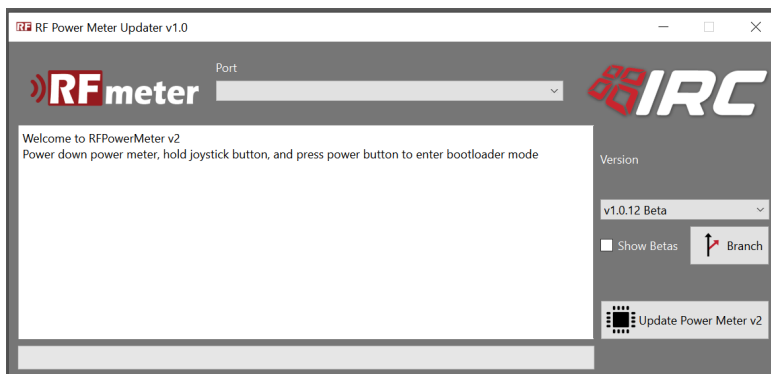 RF RF Power Meter Updater v1.0
RFmeter
Port
IRC
Welcome to RFPowerMeter v2
Power down power meter, hold joystick button, and press power button to enter bootloader mode
Version
v1.0.12 Beta
Show Betas
Branch
Update Power Meter v2